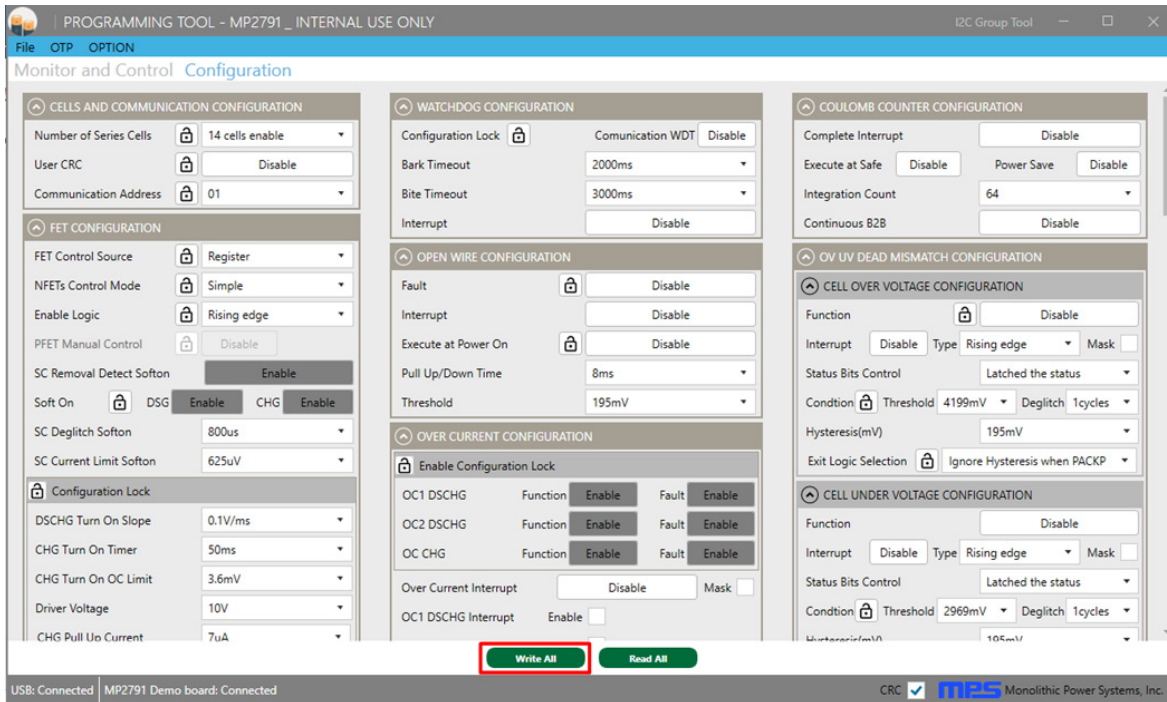 PROGRAMMING TOOL - MP2791 _ INTERNAL USE ONLY
I2C Group Tool
File OTP OPTION
Monitor and Control Configuration
CELLS AND COMMUNICATION CONFIGURATION
Number of Series Cells 14 cells enable
User CRC Disable
Communication Address 01
FET CONFIGURATION
FET Control Source Register
NFETs Control Mode Simple
Enable Logic Rising edge
PFET Manual Control Disable
SC Removal Detect Softon Enable
Soft On DSG Enable CHG Enable
SC Deglitch Softon 800us
SC Current Limit Softon 625uV
Configuration Lock
DSCHG Turn On Slope 0.1V/ms
CHG Turn On Timer 50ms
CHG Turn On OC Limit 3.6mV
Driver Voltage 10V
CHG Pull Up Current 7uA
WATCHDOG CONFIGURATION
Configuration Lock Comunication WDT Disable
Bark Timeout 2000ms
Bite Timeout 3000ms
Interrupt Disable
OPEN WIRE CONFIGURATION
Fault Disable
Interrupt Disable
Execute at Power On Disable
Pull Up/Down Time 8ms
Threshold 195mV
OVER CURRENT CONFIGURATION
Enable Configuration Lock
OC1 DSCHG Function Enable Fault Enable
OC2 DSCHG Function Enable Fault Enable
OC CHG Function Enable Fault Enable
Over Current Interrupt Disable Mask
OC1 DSCHG Interrupt Enable
COULOMB COUNTER CONFIGURATION
Complete Interrupt Disable
Execute at Safe Disable Power Save Disable
Integration Count 64
Continuous B2B Disable
OV UV DEAD MISMATCH CONFIGURATION
CELL OVER VOLTAGE CONFIGURATION
Function Disable
Interrupt Disable Type Rising edge Mask
Status Bits Control Latched the status
Condtion Threshold 4199mV Deglitch 1cycles
Hysteresis(mV) 195mV
Exit Logic Selection Ignore Hysteresis when PACKP
CELL UNDER VOLTAGE CONFIGURATION
Function Disable
Interrupt Disable Type Rising edge Mask
Status Bits Control Latched the status
Condtion Threshold 2969mV Deglitch 1cycles
Hysteresis(mV) 195mV
Write All Read All
USB: Connected MP2791 Demo board: Connected
CRC MPS Monolithic Power Systems, Inc.